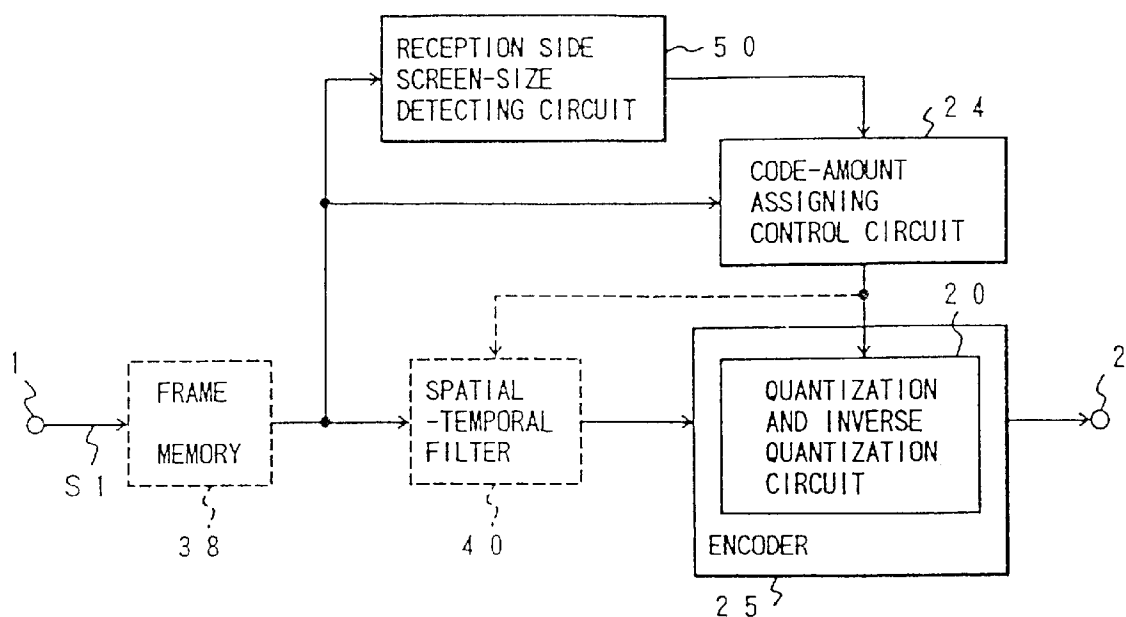 RECEPTION SIDE
SCREEN-SIZE
DETECTING CIRCUIT
50
24
CODE-AMOUNT
ASSIGNING
CONTROL CIRCUIT
20
1
S1
FRAME
MEMORY
38
SPATIAL
-TEMPORAL
FILTER
40
QUANTIZATION
AND INVERSE
QUANTIZATION
CIRCUIT
ENCODER
25
2